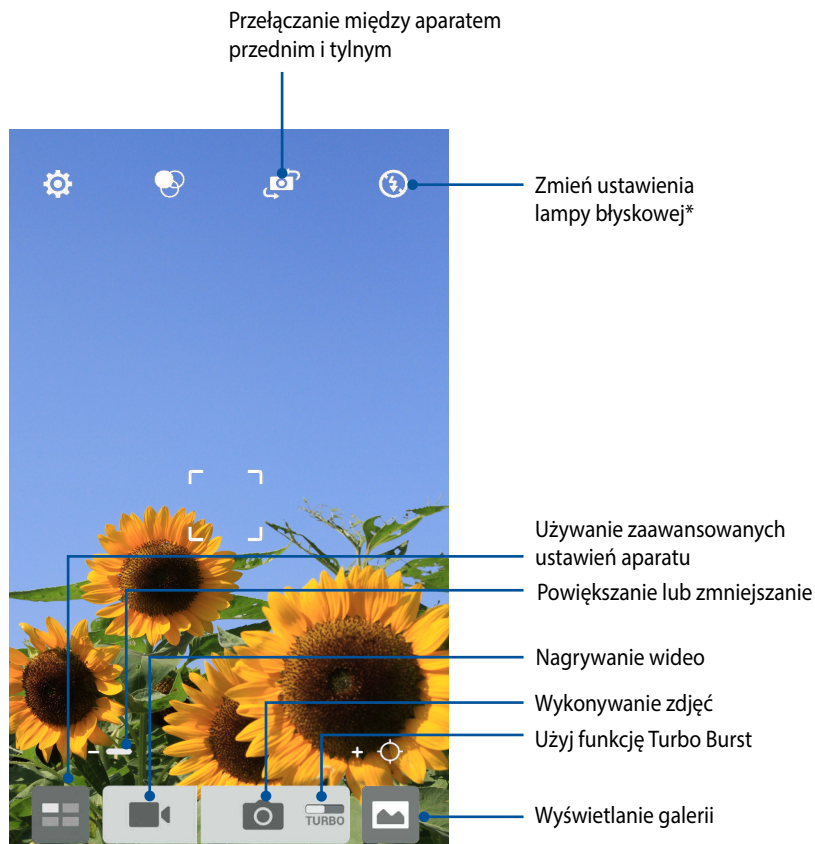 Przełączanie między aparatem
przednim i tylnym
Zmień ustawienia
lampy błyskowej*
Używanie zaawansowanych
ustawień aparatu
Powiększanie lub zmniejszanie
Nagrywanie wideo
Wykonywanie zdjęć
Użyj funkcję Turbo Burst
TURBO
Wyświetlanie galerii